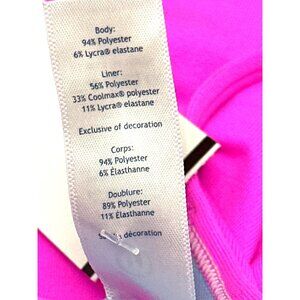 Body:
94% Polyester
6% Lycra® elastane
Liner:
56% Polyester
33% Coolmax® polyester
11% Lycra® elastane
Exclusive of decoration
Corps:
94% Polyester
6% Élasthanne
Doublure:
89% Polyester
11% Élasthanne
décoration